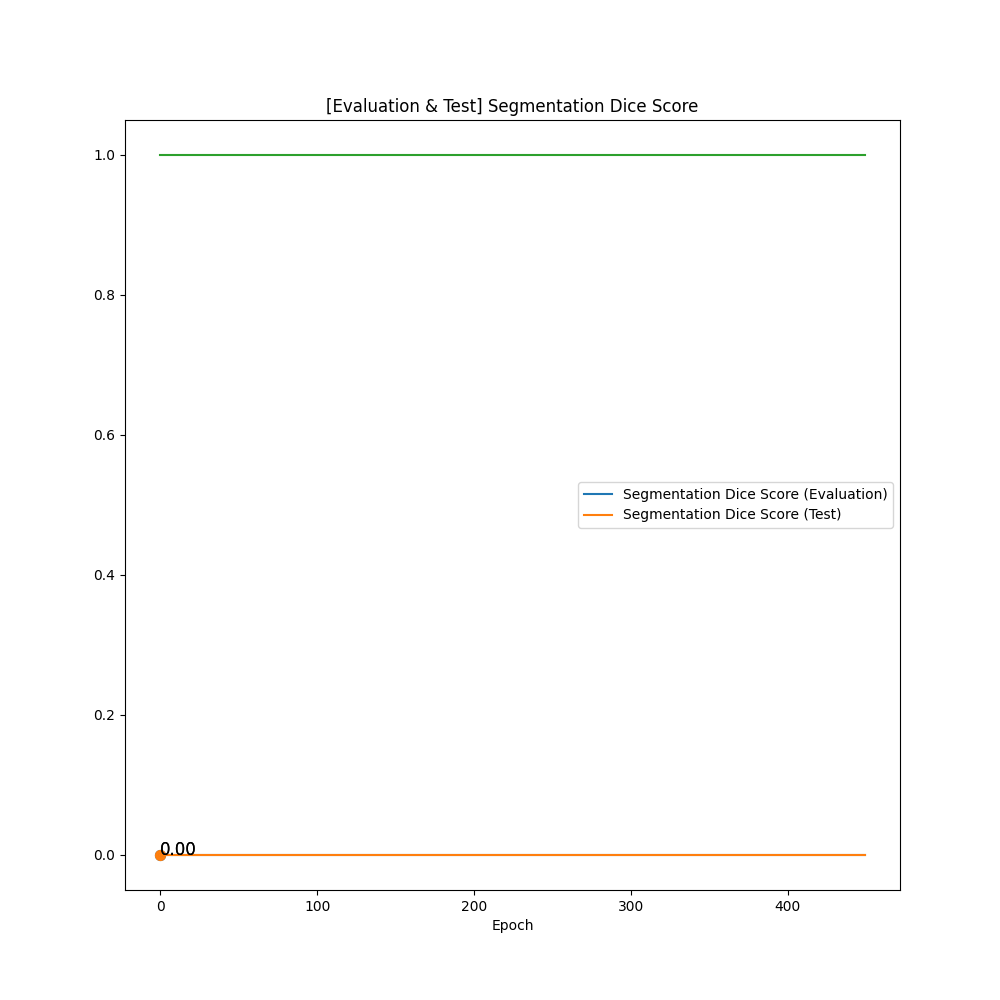 [Evaluation & Test] Segmentation Dice Score
1.0
0.8
0.6
Segmentation Dice Score (Evaluation)
Segmentation Dice Score (Test)
0.4
0.2
0.00
0.0
0 100 200 300 400
Epoch